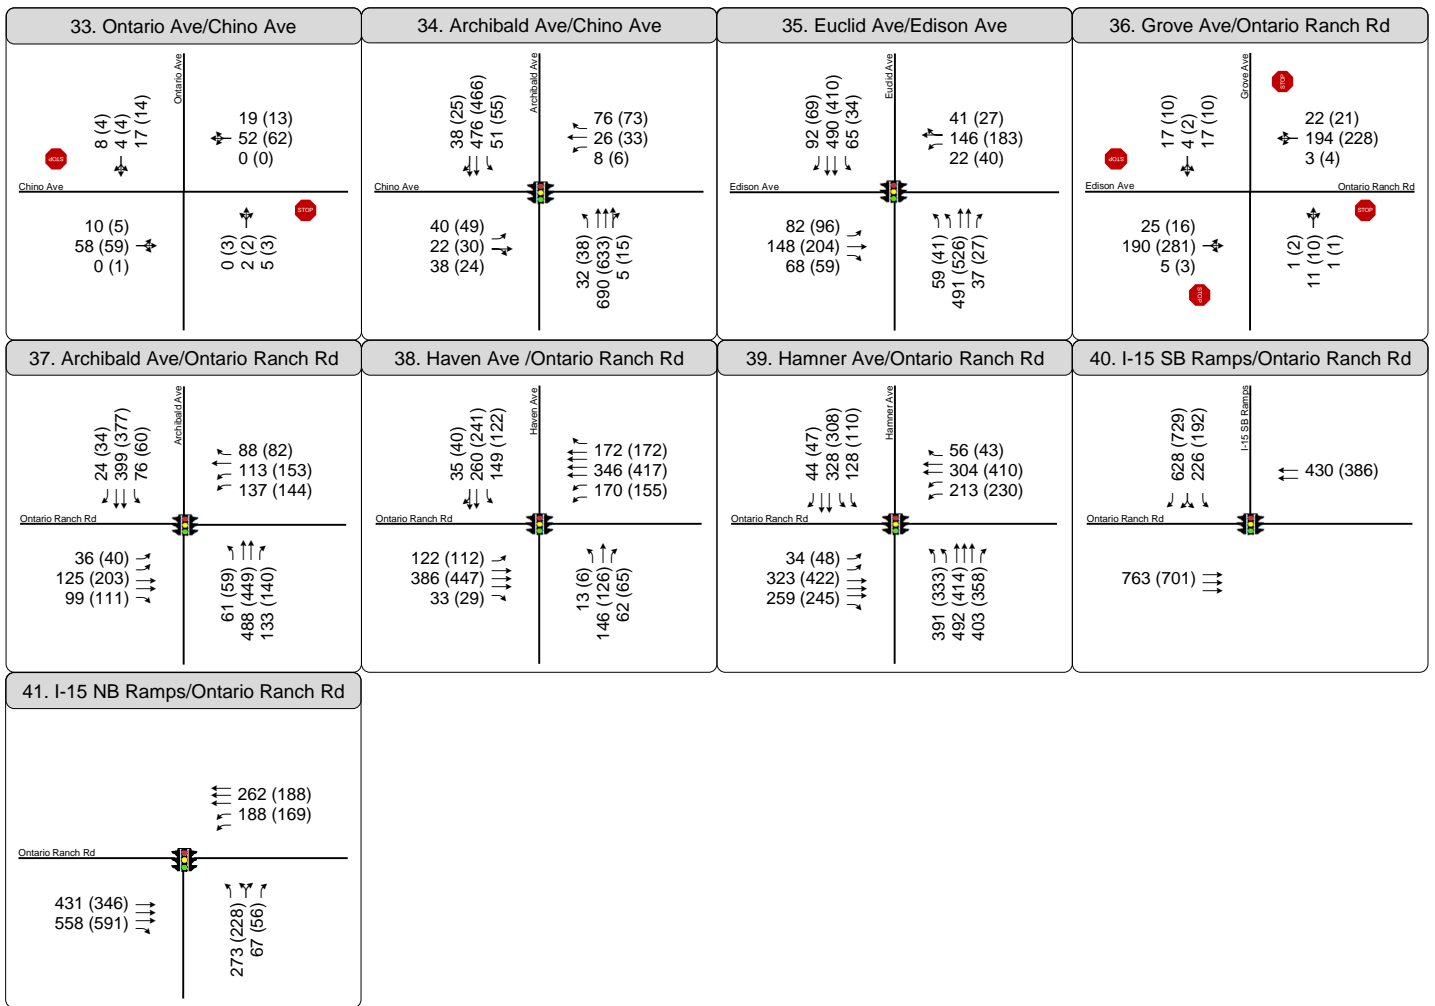 33. Ontario Ave/Chino Ave
Ontario Ave
8 (4)
4 (4)
17 (14)
19 (13)
52 (62)
0 (0)
STOP
Chino Ave
10 (5)
58 (59)
0 (1)
0 (3)
2 (2)
5 (3)
STOP
34. Archibald Ave/Chino Ave
Archibald Ave
38 (25)
476 (466)
51 (55)
76 (73)
26 (33)
8 (6)
Chino Ave
40 (49)
22 (30)
38 (24)
32 (38)
690 (633)
5 (15)
35. Euclid Ave/Edison Ave
Euclid Ave
92 (69)
490 (410)
65 (34)
41 (27)
146 (183)
22 (40)
Edison Ave
82 (96)
148 (204)
68 (59)
59 (41)
491 (526)
37 (27)
36. Grove Ave/Ontario Ranch Rd
Grove Ave
STOP
17 (10)
4 (2)
17 (10)
22 (21)
194 (228)
3 (4)
STOP
Edison Ave
Ontario Ranch Rd
25 (16)
190 (281)
5 (3)
1 (2)
11 (10)
1 (1)
STOP
STOP
37. Archibald Ave/Ontario Ranch Rd
Archibald Ave
24 (34)
399 (377)
76 (60)
88 (82)
113 (153)
137 (144)
Ontario Ranch Rd
36 (40)
125 (203)
99 (111)
61 (59)
488 (449)
133 (140)
38. Haven Ave /Ontario Ranch Rd
Haven Ave
35 (40)
260 (241)
149 (122)
172 (172)
346 (417)
170 (155)
Ontario Ranch Rd
122 (112)
386 (447)
33 (29)
13 (6)
146 (126)
62 (65)
39. Hamner Ave/Ontario Ranch Rd
Hamner Ave
44 (47)
328 (308)
128 (110)
56 (43)
304 (410)
213 (230)
Ontario Ranch Rd
34 (48)
323 (422)
259 (245)
391 (333)
492 (414)
403 (358)
40. I-15 SB Ramps/Ontario Ranch Rd
I-15 SB Ramps
628 (729)
226 (192)
430 (386)
Ontario Ranch Rd
763 (701)
41. I-15 NB Ramps/Ontario Ranch Rd
262 (188)
188 (169)
Ontario Ranch Rd
431 (346)
558 (591)
273 (228)
67 (56)